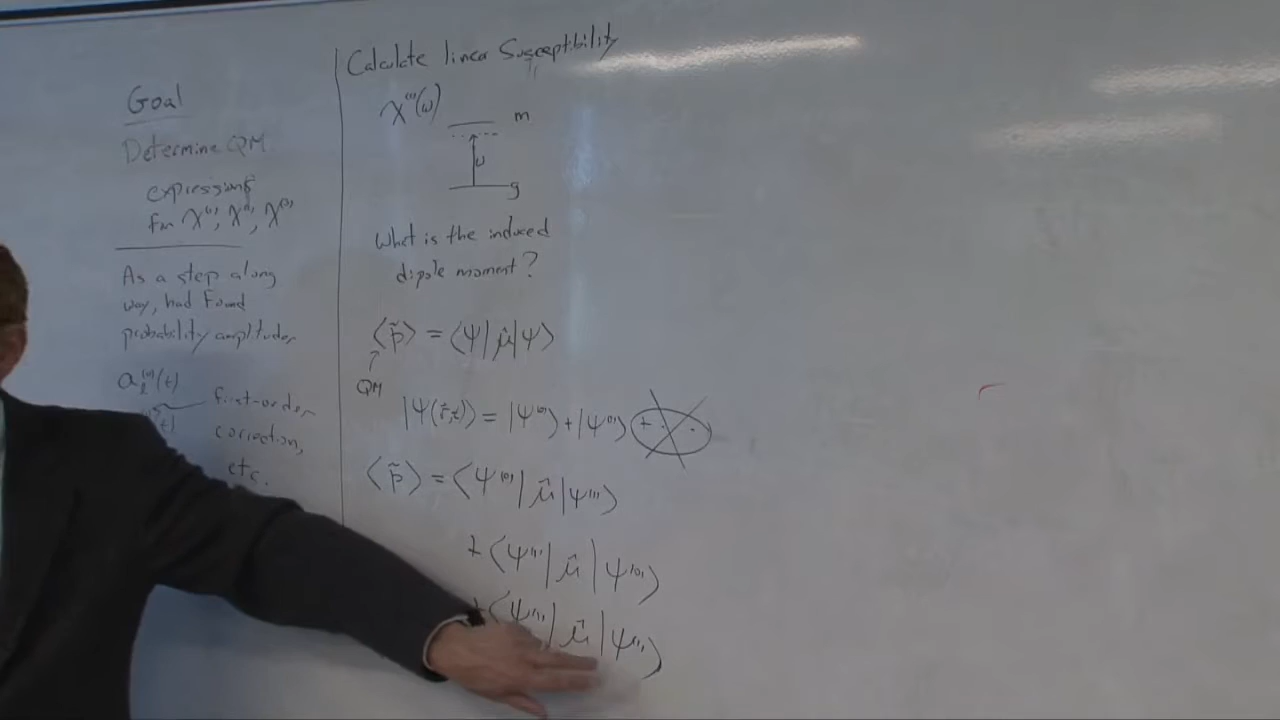 Goal
Determine QM
expressions
for χ⁽¹⁾, χ⁽²⁾, χ⁽³⁾
As a step along
way, had found
probability amplitudes
a_ℓ⁽⁰⁾(t)
first-order
correction,
etc.
Calculate linear Susceptibility
χ⁽¹⁾(ω)
m
ω
g
What is the induced
dipole moment?
⟨p̃⟩ = ⟨ψ|μ̂|ψ⟩
QM
|ψ(r⃗,t)⟩ = |ψ⁽⁰⁾⟩ + |ψ⁽¹⁾⟩ + ...
⟨p̃⟩ = ⟨ψ⁽⁰⁾|μ̂|ψ⁽¹⁾⟩
+ ⟨ψ⁽¹⁾|μ̂|ψ⁽⁰⁾⟩
+ ⟨ψ⁽¹⁾|μ̂|ψ⁽¹⁾⟩